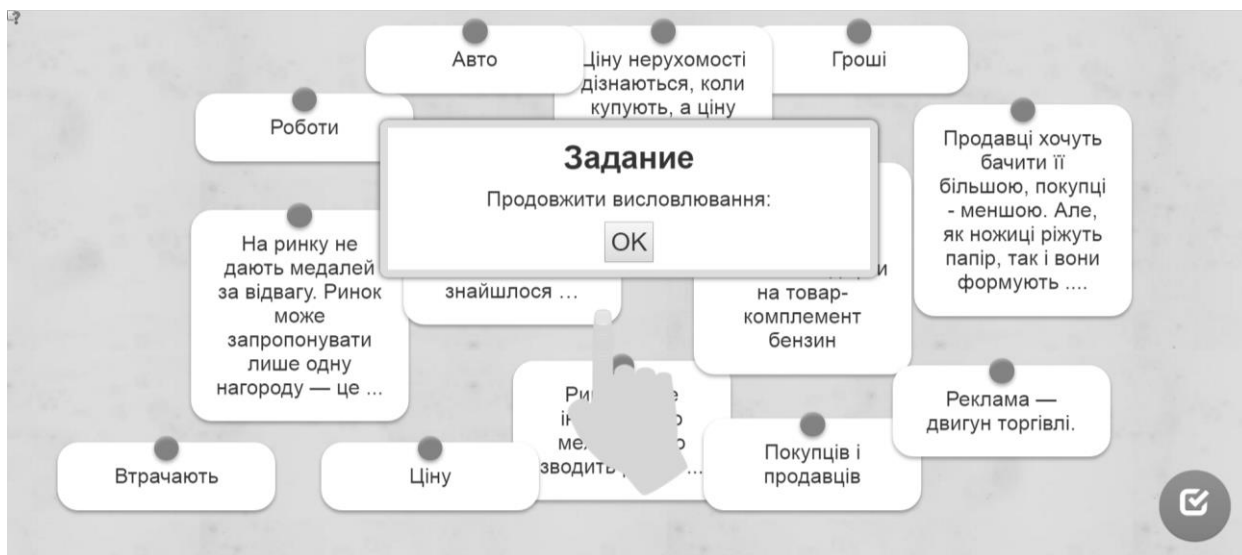 ?
Авто
Ціну нерухомості
дізнаються, коли
купують, а ціну
Гроші
Роботи
Продавці хочуть
бачити її
більшою, покупці
- меншою. Але,
як ножиці ріжуть
папір, так і вони
формують ....
Задание
Продовжити висловлювання:
OK
На ринку не
дають медалей
за відвагу. Ринок
може
запропонувати
лише одну
нагороду — це ...
знайшлося ...
на товар-
комплемент
бензин
зводить
Реклама —
двигун торгівлі.
Втрачають
Ціну
Покупців і
продавців